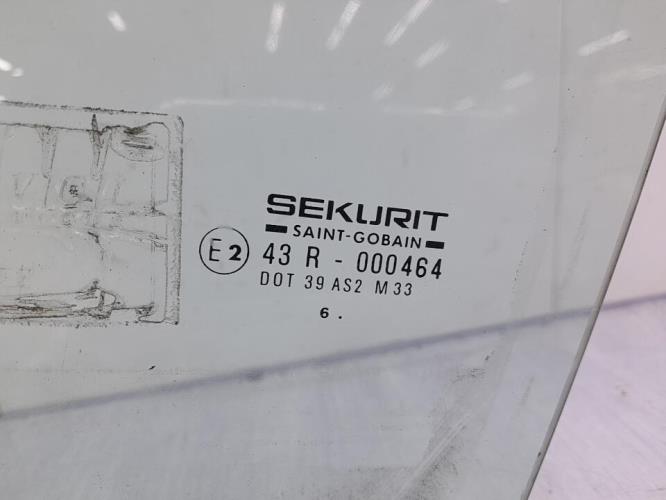 SEKURIT
SAINT-GOBAIN
E2 43 R - 000464
DOT 39 AS2 M33
6 .